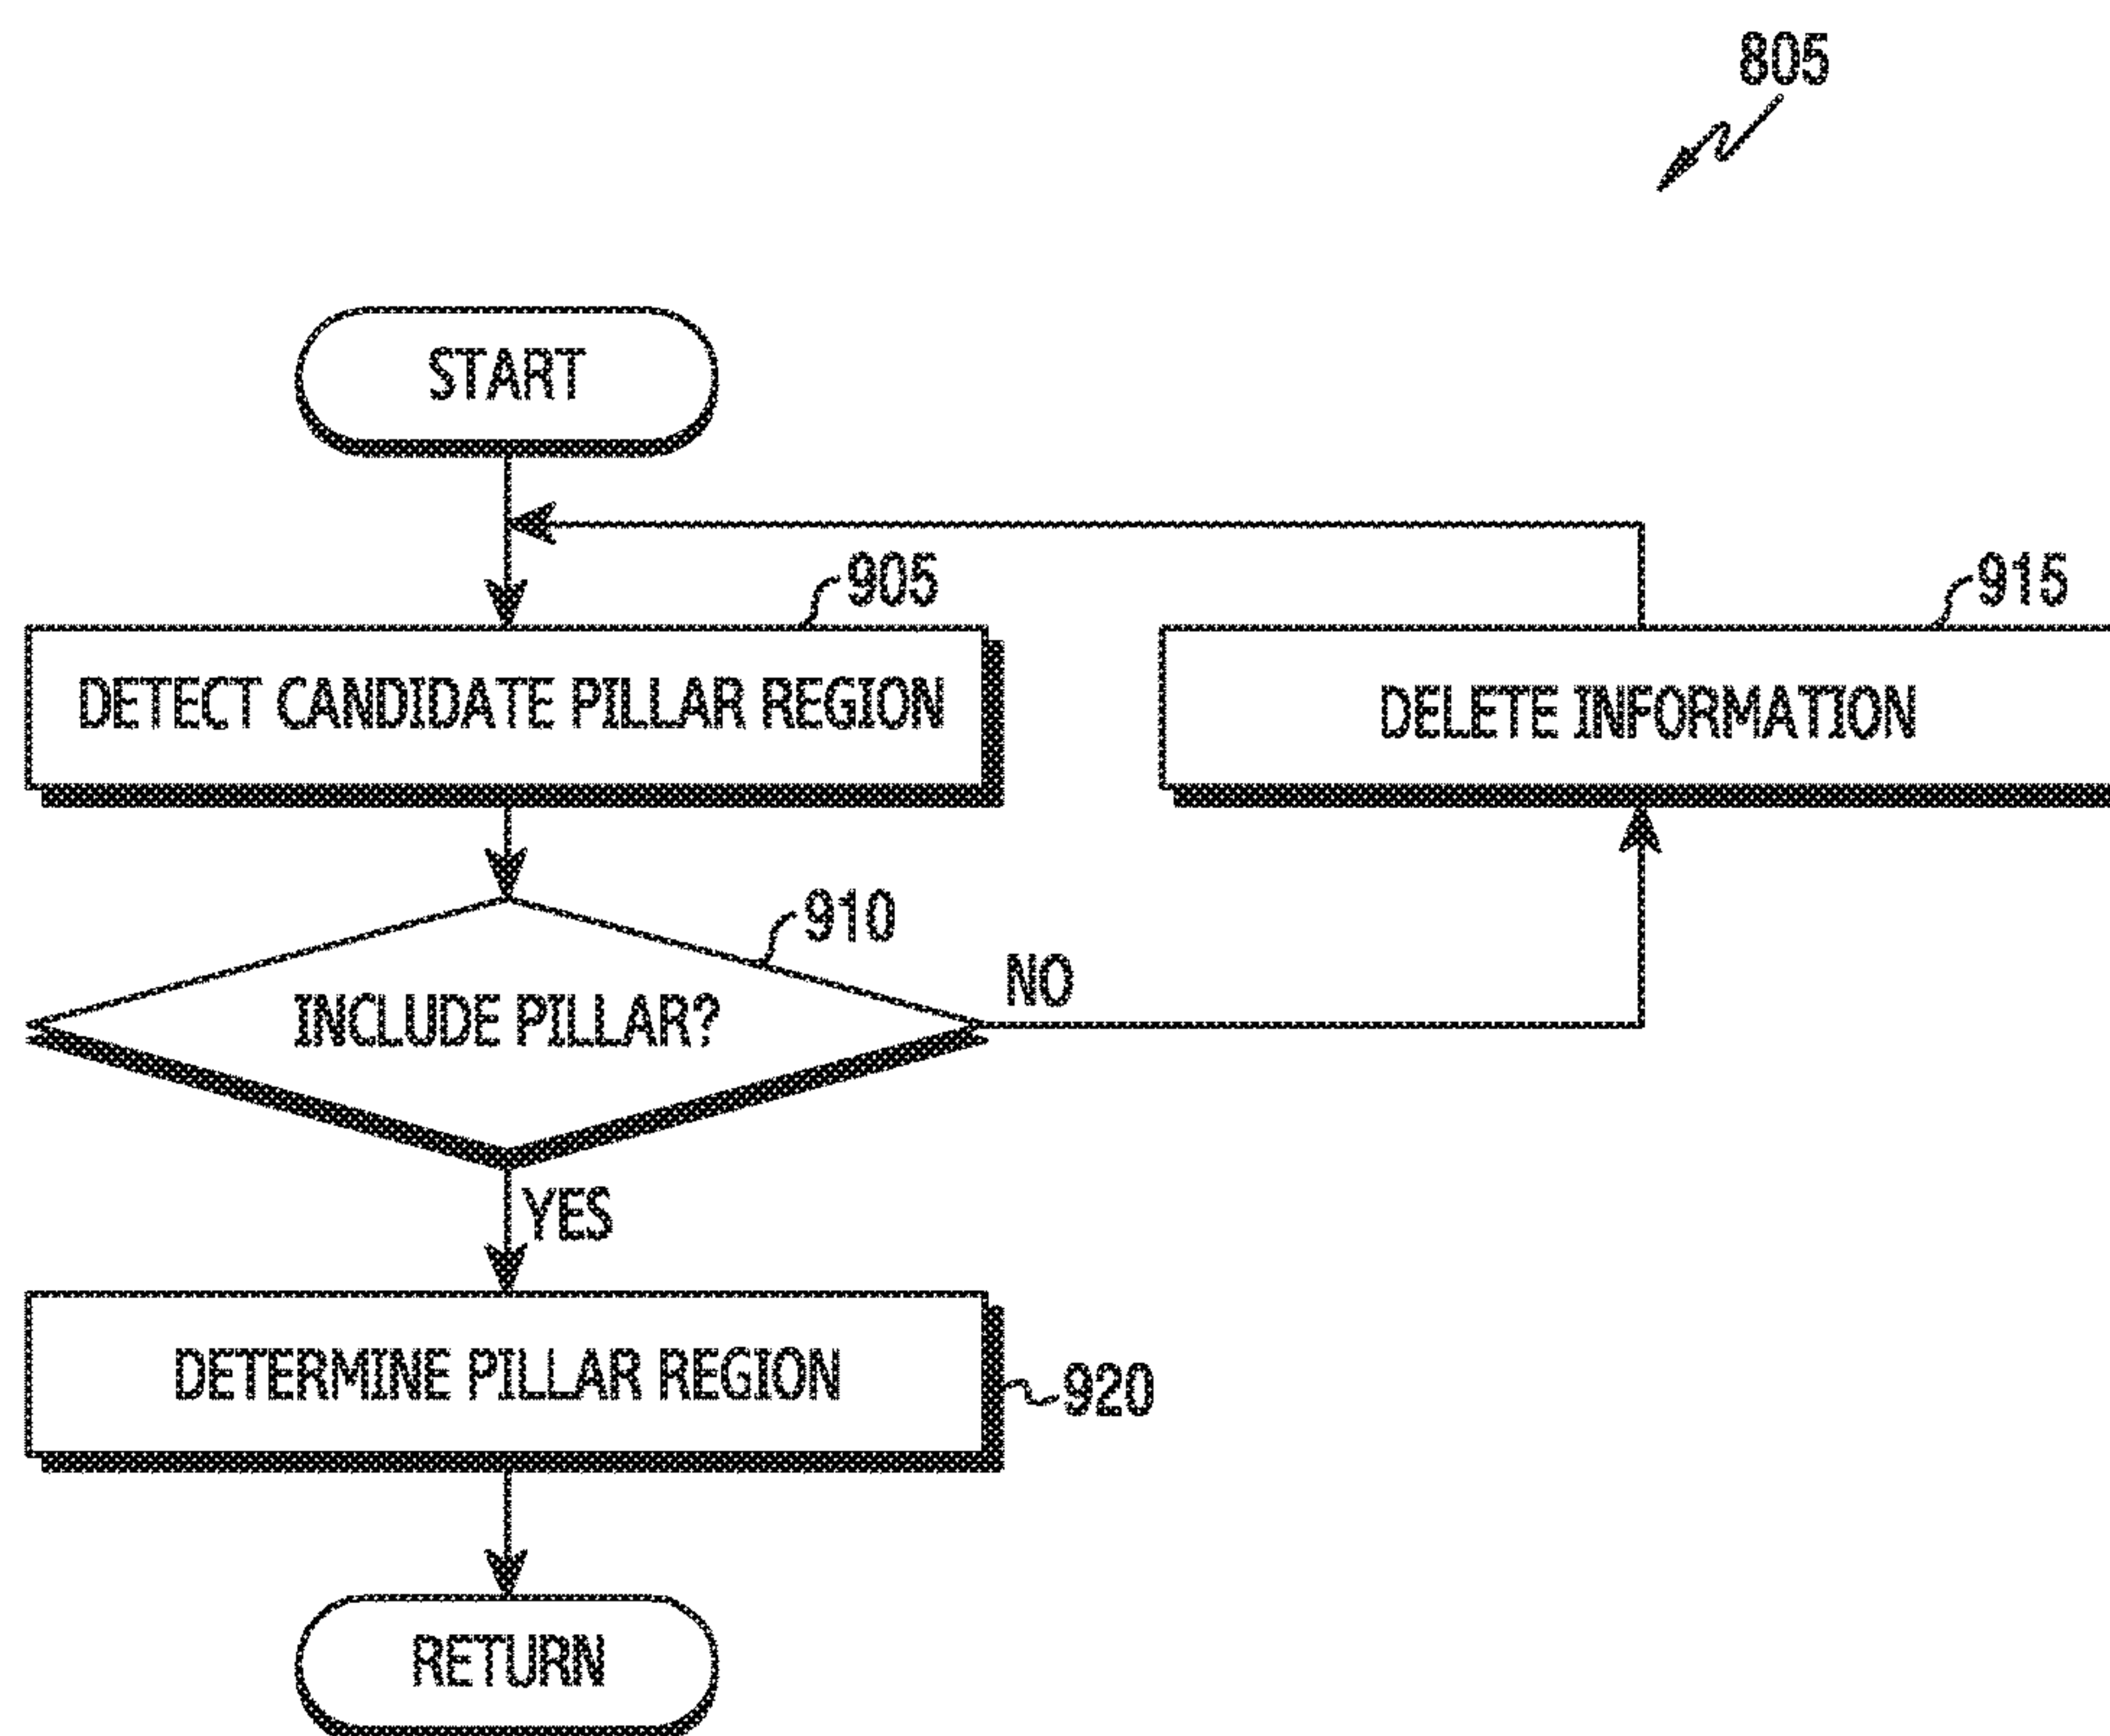 805
START
905
915
DETECT CANDIDATE PILLAR REGION
DELETE INFORMATION
910
NO
INCLUDE PILLAR?
YES
DETERMINE PILLAR REGION
920
RETURN